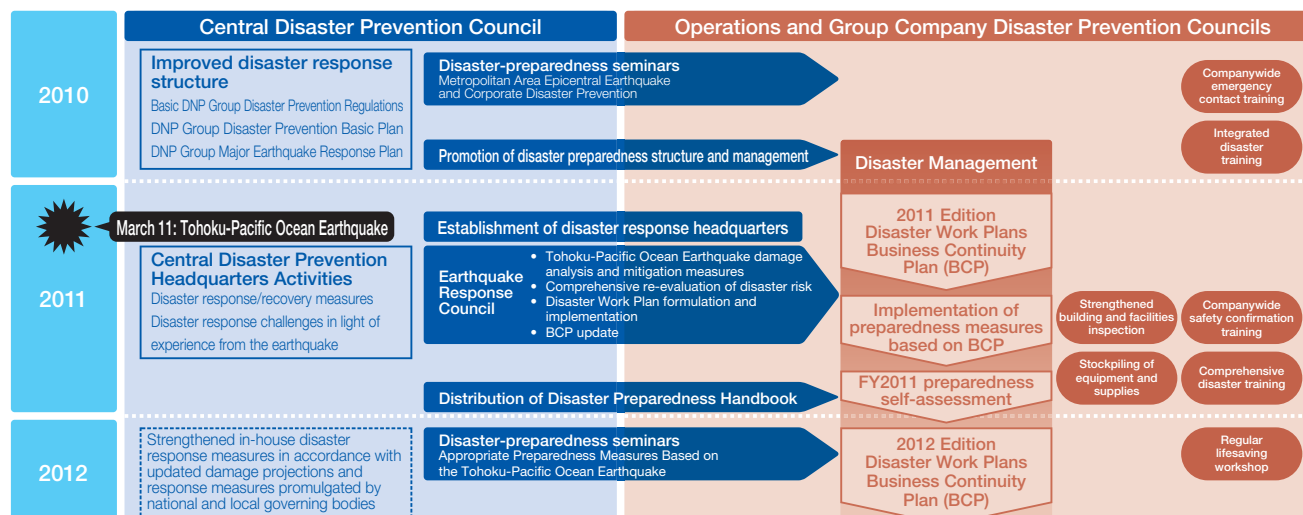 Central Disaster Prevention Council
Operations and Group Company Disaster Prevention Councils
2010
Improved disaster response
structure
Basic DNP Group Disaster Prevention Regulations
DNP Group Disaster Prevention Basic Plan
DNP Group Major Earthquake Response Plan
Disaster-preparedness seminars
Metropolitan Area Epicentral Earthquake
and Corporate Disaster Prevention
Promotion of disaster preparedness structure and management
Disaster Management
Companywide
emergency
contact training
Integrated
disaster
training
2011
March 11: Tohoku-Pacific Ocean Earthquake
Central Disaster Prevention
Headquarters Activities
Disaster response/recovery measures
Disaster response challenges in light of
experience from the earthquake
Establishment of disaster response headquarters
Earthquake
Response
Council
• Tohoku-Pacific Ocean Earthquake damage
analysis and mitigation measures
• Comprehensive re-evaluation of disaster risk
• Disaster Work Plan formulation and
implementation
• BCP update
Distribution of Disaster Preparedness Handbook
2011 Edition
Disaster Work Plans
Business Continuity
Plan (BCP)
Implementation of
preparedness measures
based on BCP
FY2011 preparedness
self-assessment
Strengthened
building and facilities
inspection
Companywide
safety confirmation
training
Stockpiling of
equipment and
supplies
Comprehensive
disaster training
2012
Strengthened in-house disaster
response measures in accordance with
updated damage projections and
response measures promulgated by
national and local governing bodies
Disaster-preparedness seminars
Appropriate Preparedness Measures Based on
the Tohoku-Pacific Ocean Earthquake
2012 Edition
Disaster Work Plans
Business Continuity
Plan (BCP)
Regular
lifesaving
workshop